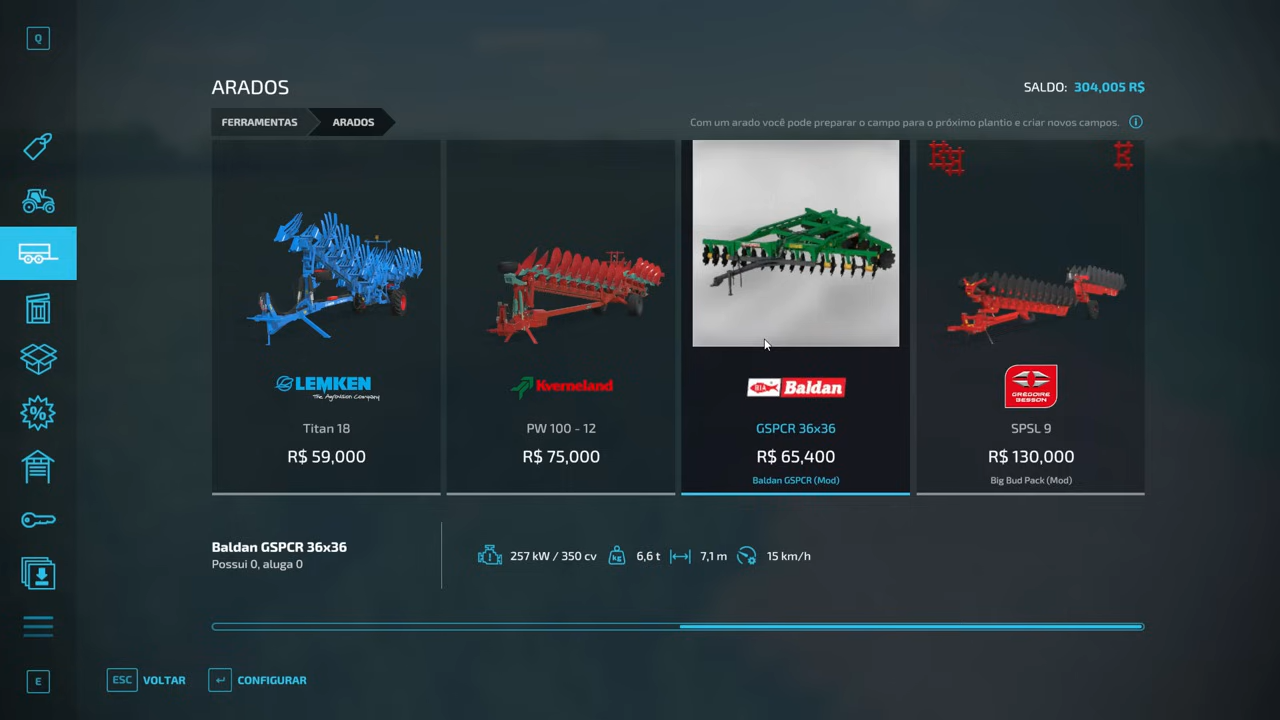 Q
ARADOS
SALDO: 304,005 R$
FERRAMENTAS
ARADOS
Com um arado você pode preparar o campo para o próximo plantio e criar novos campos.
LEMKEN
The Agrovision Company
Titan 18
R$ 59,000
Kverneland
PW 100 - 12
R$ 75,000
Baldan
GSPCR 36x36
R$ 65,400
Baldan GSPCR (Mod)
GREGOIRE
BESSON
SPSL 9
R$ 130,000
Big Bud Pack (Mod)
Baldan GSPCR 36x36
Possui 0, aluga 0
257 kW / 350 cv
kg 6,6 t
7,1 m
15 km/h
E
ESC VOLTAR
CONFIGURAR